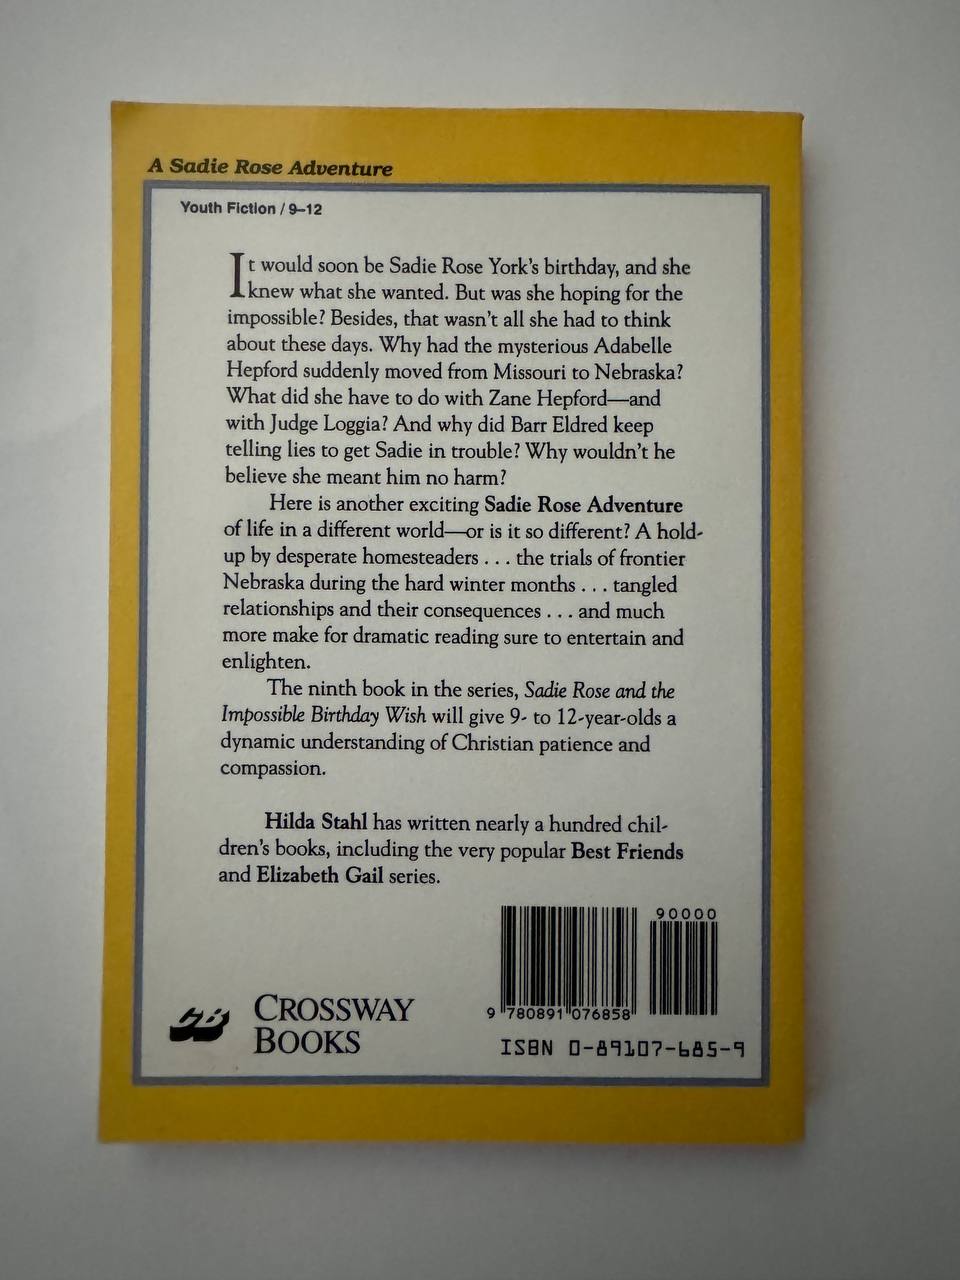 A Sadie Rose Adventure
Youth Fiction / 9–12
It would soon be Sadie Rose York's birthday, and she
knew what she wanted. But was she hoping for the
impossible? Besides, that wasn't all she had to think
about these days. Why had the mysterious Adabelle
Hepford suddenly moved from Missouri to Nebraska?
What did she have to do with Zane Hepford—and
with Judge Loggia? And why did Barr Eldred keep
telling lies to get Sadie in trouble? Why wouldn't he
believe she meant him no harm?
Here is another exciting Sadie Rose Adventure
of life in a different world—or is it so different? A hold-
up by desperate homesteaders . . . the trials of frontier
Nebraska during the hard winter months . . . tangled
relationships and their consequences . . . and much
more make for dramatic reading sure to entertain and
enlighten.
The ninth book in the series, Sadie Rose and the
Impossible Birthday Wish will give 9- to 12-year-olds a
dynamic understanding of Christian patience and
compassion.
Hilda Stahl has written nearly a hundred chil-
dren's books, including the very popular Best Friends
and Elizabeth Gail series.
90000
9 780891 076858
CROSSWAY
BOOKS
ISBN 0-89107-685-9